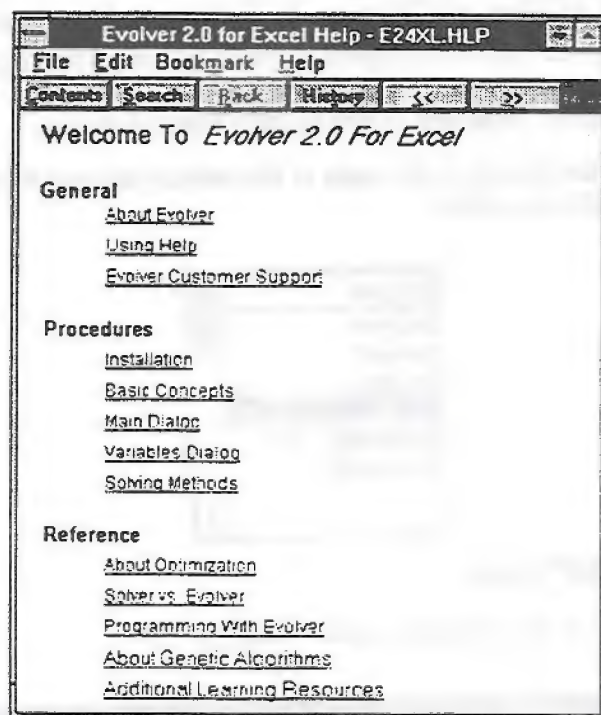 Evolver 2.0 for Excel Help - E24XL.HLP
File Edit Bookmark Help
Contents Search Back History << >>
Welcome To Evolver 2.0 For Excel
General
About Evolver
Using Help
Evolver Customer Support
Procedures
Installation
Basic Concepts
Main Dialog
Variables Dialog
Solving Methods
Reference
About Optimization
Solver vs. Evolver
Programming With Evolver
About Genetic Algorithms
Additional Learning Resources